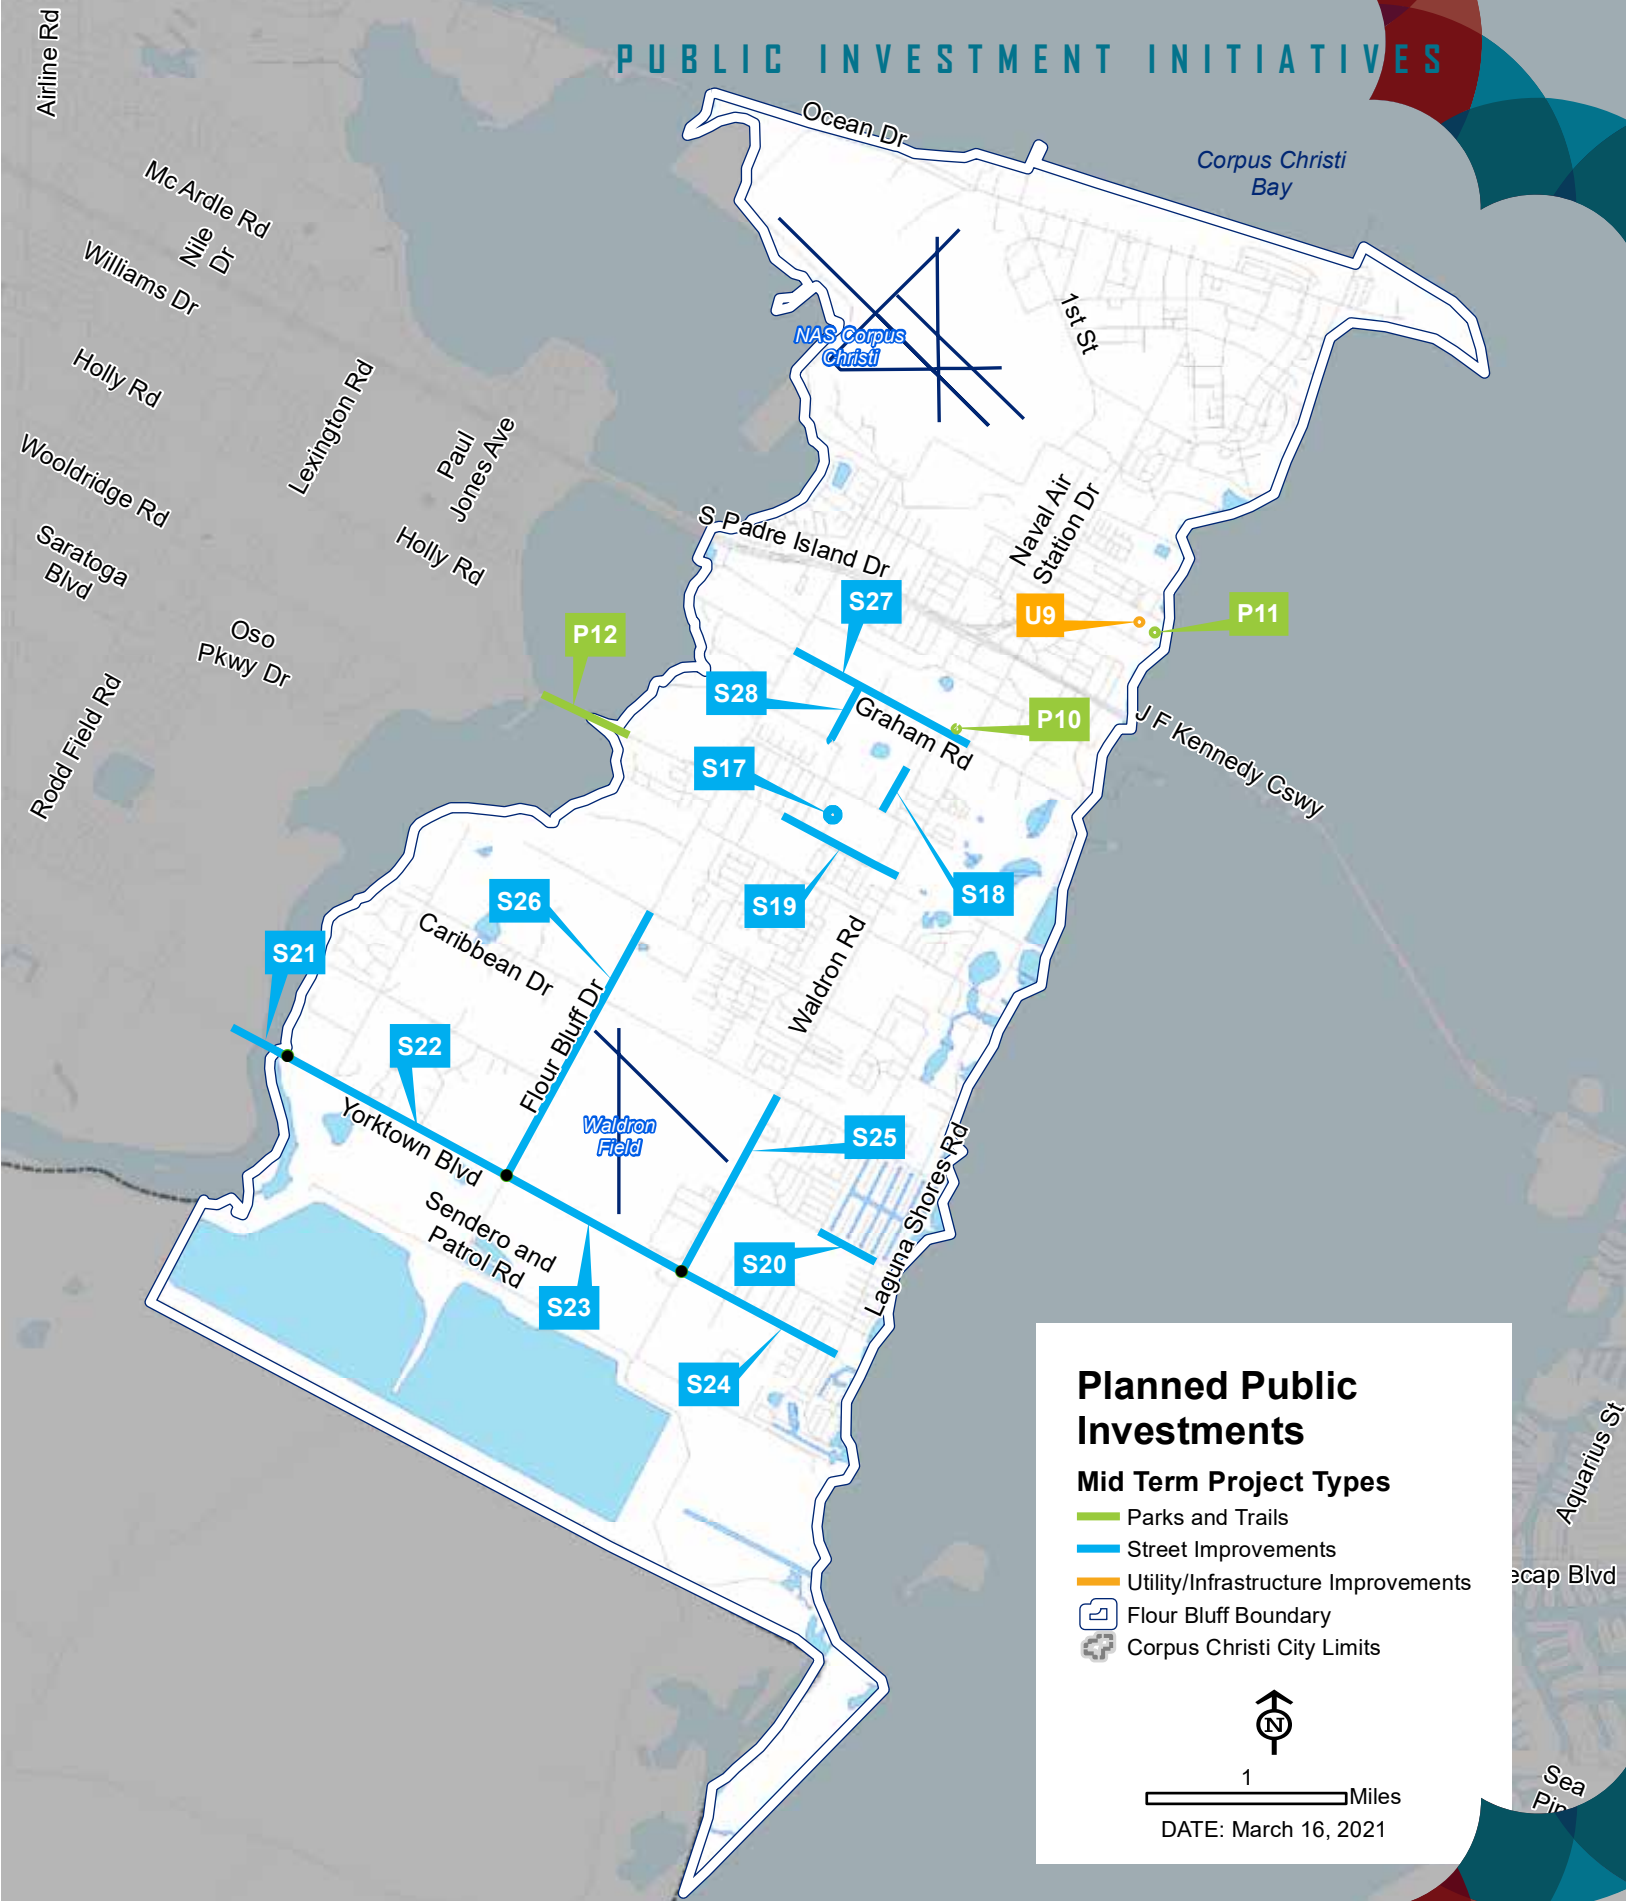 PUBLIC INVESTMENT INITIATIVES
Airline Rd
Ocean Dr
Corpus Christi
Bay
Mc Ardle Rd
Nile
Dr
Williams Dr
1st St
NAS Corpus
Christi
Holly Rd
Lexington Rd
Paul
Jones Ave
Wooldridge Rd
Naval Air
Station Dr
S Padre Island Dr
Saratoga
Blvd
Holly Rd
S27
U9
P11
P12
Oso
Pkwy Dr
S28
Graham Rd
P10
J F Kennedy Cswy
Rodd Field Rd
S17
S18
S19
S26
Caribbean Dr
Waldron Rd
S21
S22
Flour Bluff Dr
Yorktown Blvd
Waldron
Field
S25
Laguna Shores Rd
Sendero and
Patrol Rd
S20
S23
S24
Planned Public
Investments
Mid Term Project Types
Parks and Trails
Street Improvements
Utility/Infrastructure Improvements
Flour Bluff Boundary
Corpus Christi City Limits
N
1
Miles
DATE: March 16, 2021
Aquarius St
ecap Blvd
Sea